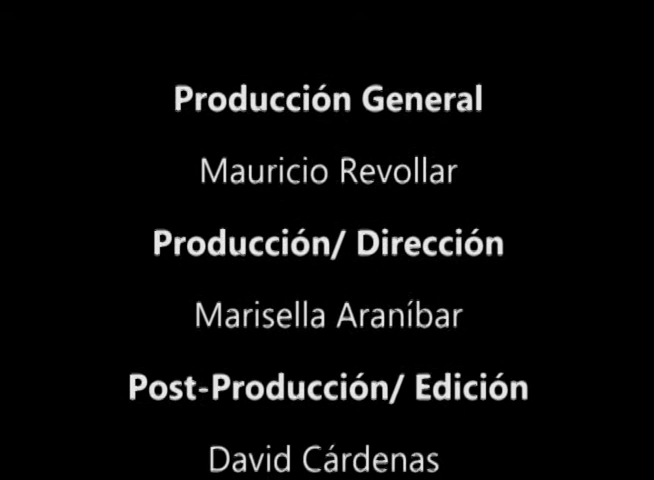 Producción General
Mauricio Revollar
Producción/ Dirección
Marisella Araníbar
Post-Producción/ Edición
David Cárdenas